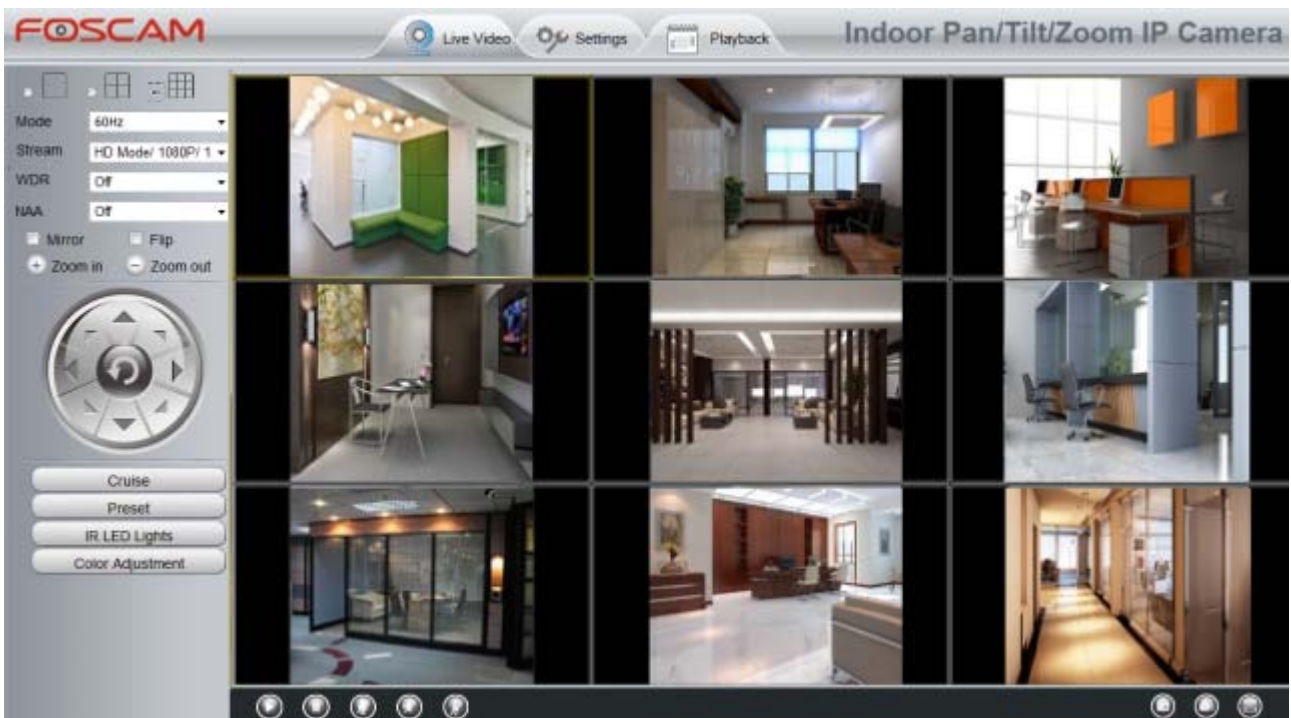 FOSCAM
Live Video
Settings
Playback
Indoor Pan/Tilt/Zoom IP Camera
Mode
60Hz
Stream
HD Mode/ 1080P/ 1
WDR
Off
NAA
Off
Mirror
Flip
Zoom in
Zoom out
Cruise
Preset
IR LED Lights
Color Adjustment